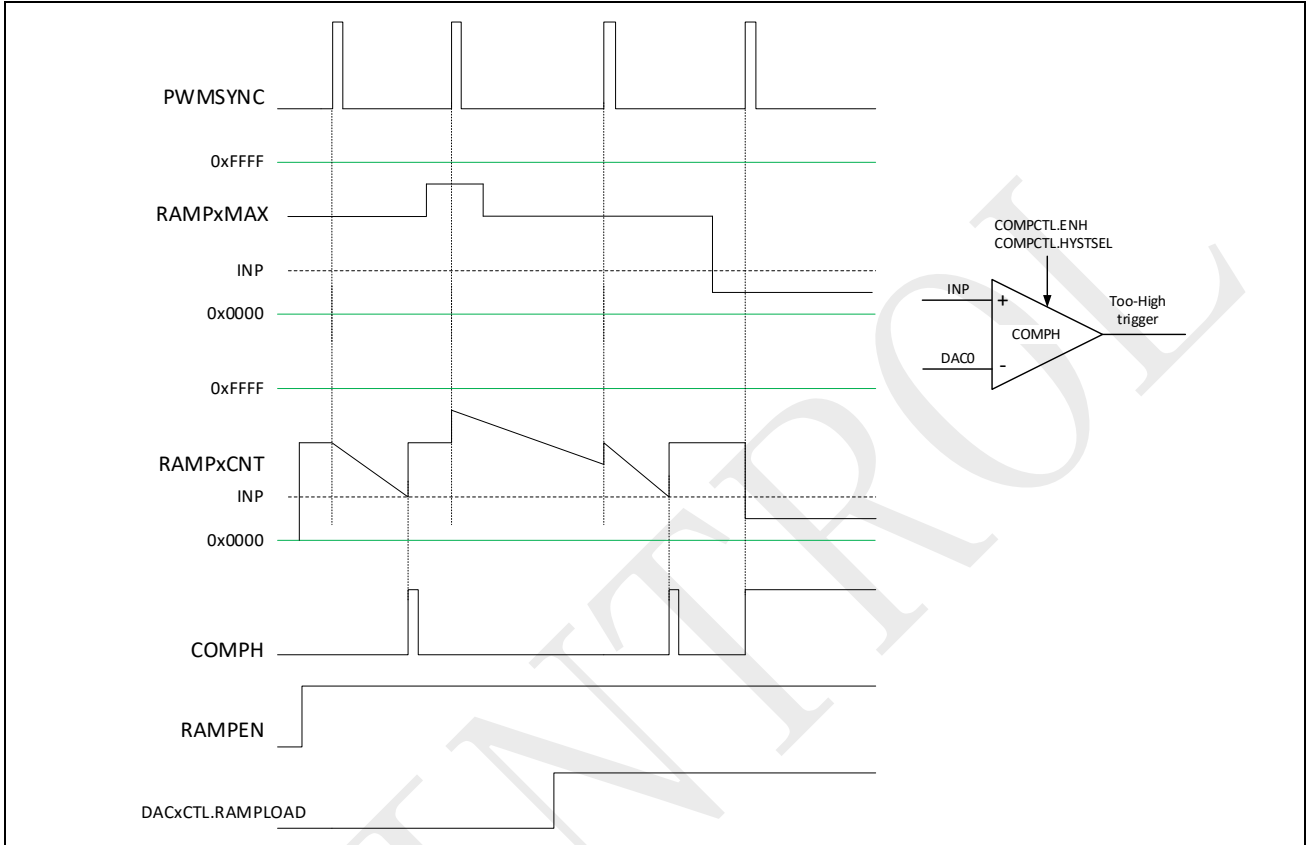 PWMSYNC
0xFFFF
RAMPxMAX
INP
0x0000
0xFFFF
RAMPxCNT
INP
0x0000
COMPH
RAMPEN
DACxCTL.RAMPLOAD
COMPCTL.ENH
COMPCTL.HYSTSEL
INP
+
COMPH
Too-High
trigger
DAC0
-
NTROL